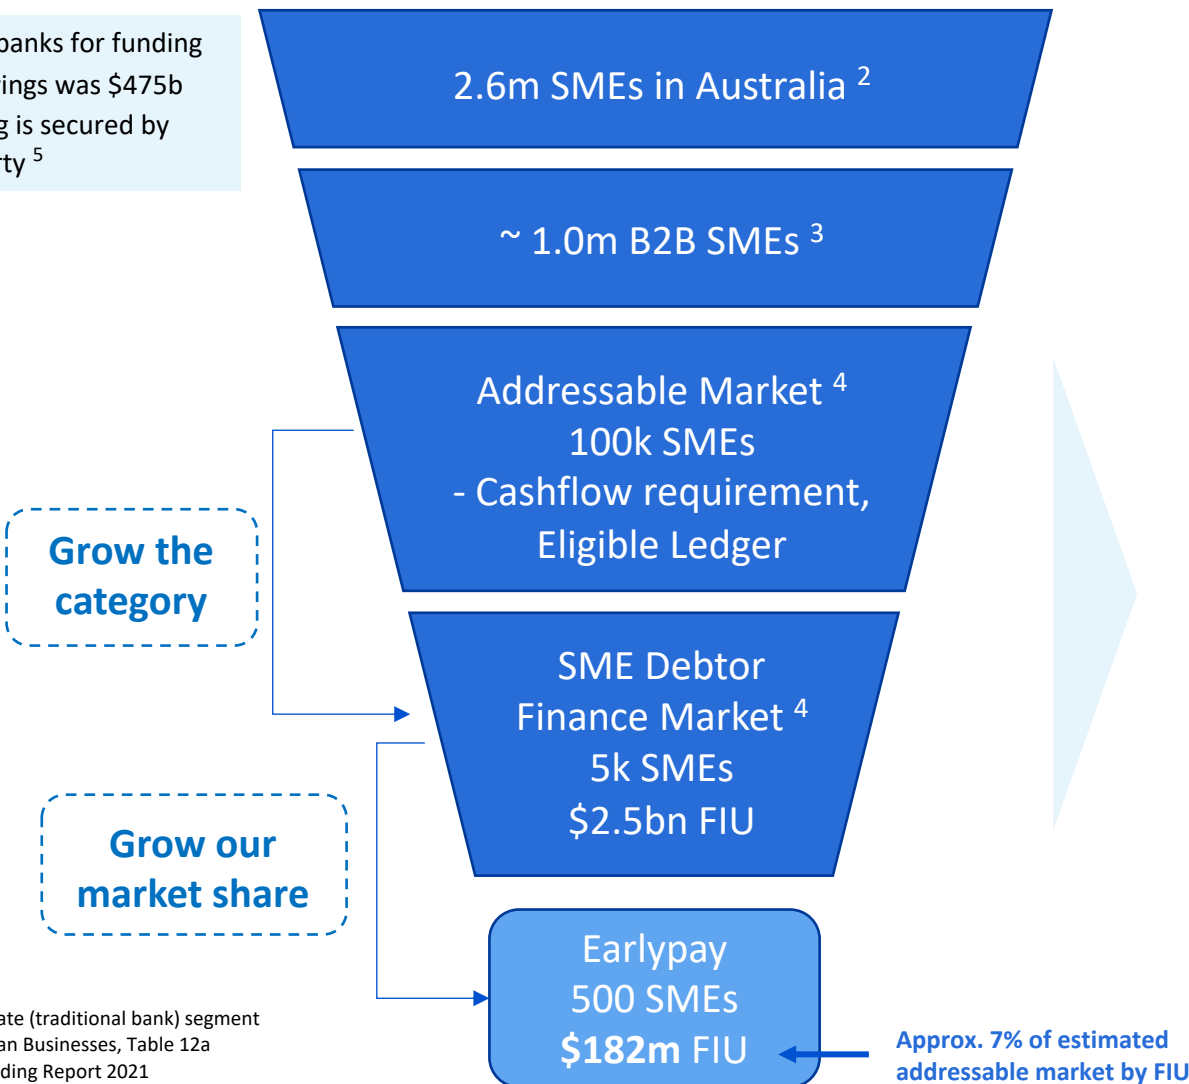 banks for funding
ings was $475b
g is secured by
ty ⁵
2.6m SMEs in Australia ²
~ 1.0m B2B SMEs ³
Addressable Market ⁴
100k SMEs
- Cashflow requirement,
Eligible Ledger
Grow the
category
SME Debtor
Finance Market ⁴
5k SMEs
$2.5bn FIU
Grow our
market share
Earlypay
500 SMEs
$182m FIU
Approx. 7% of estimated
addressable market by FIU
ate (traditional bank) segment
an Businesses, Table 12a
ding Report 2021